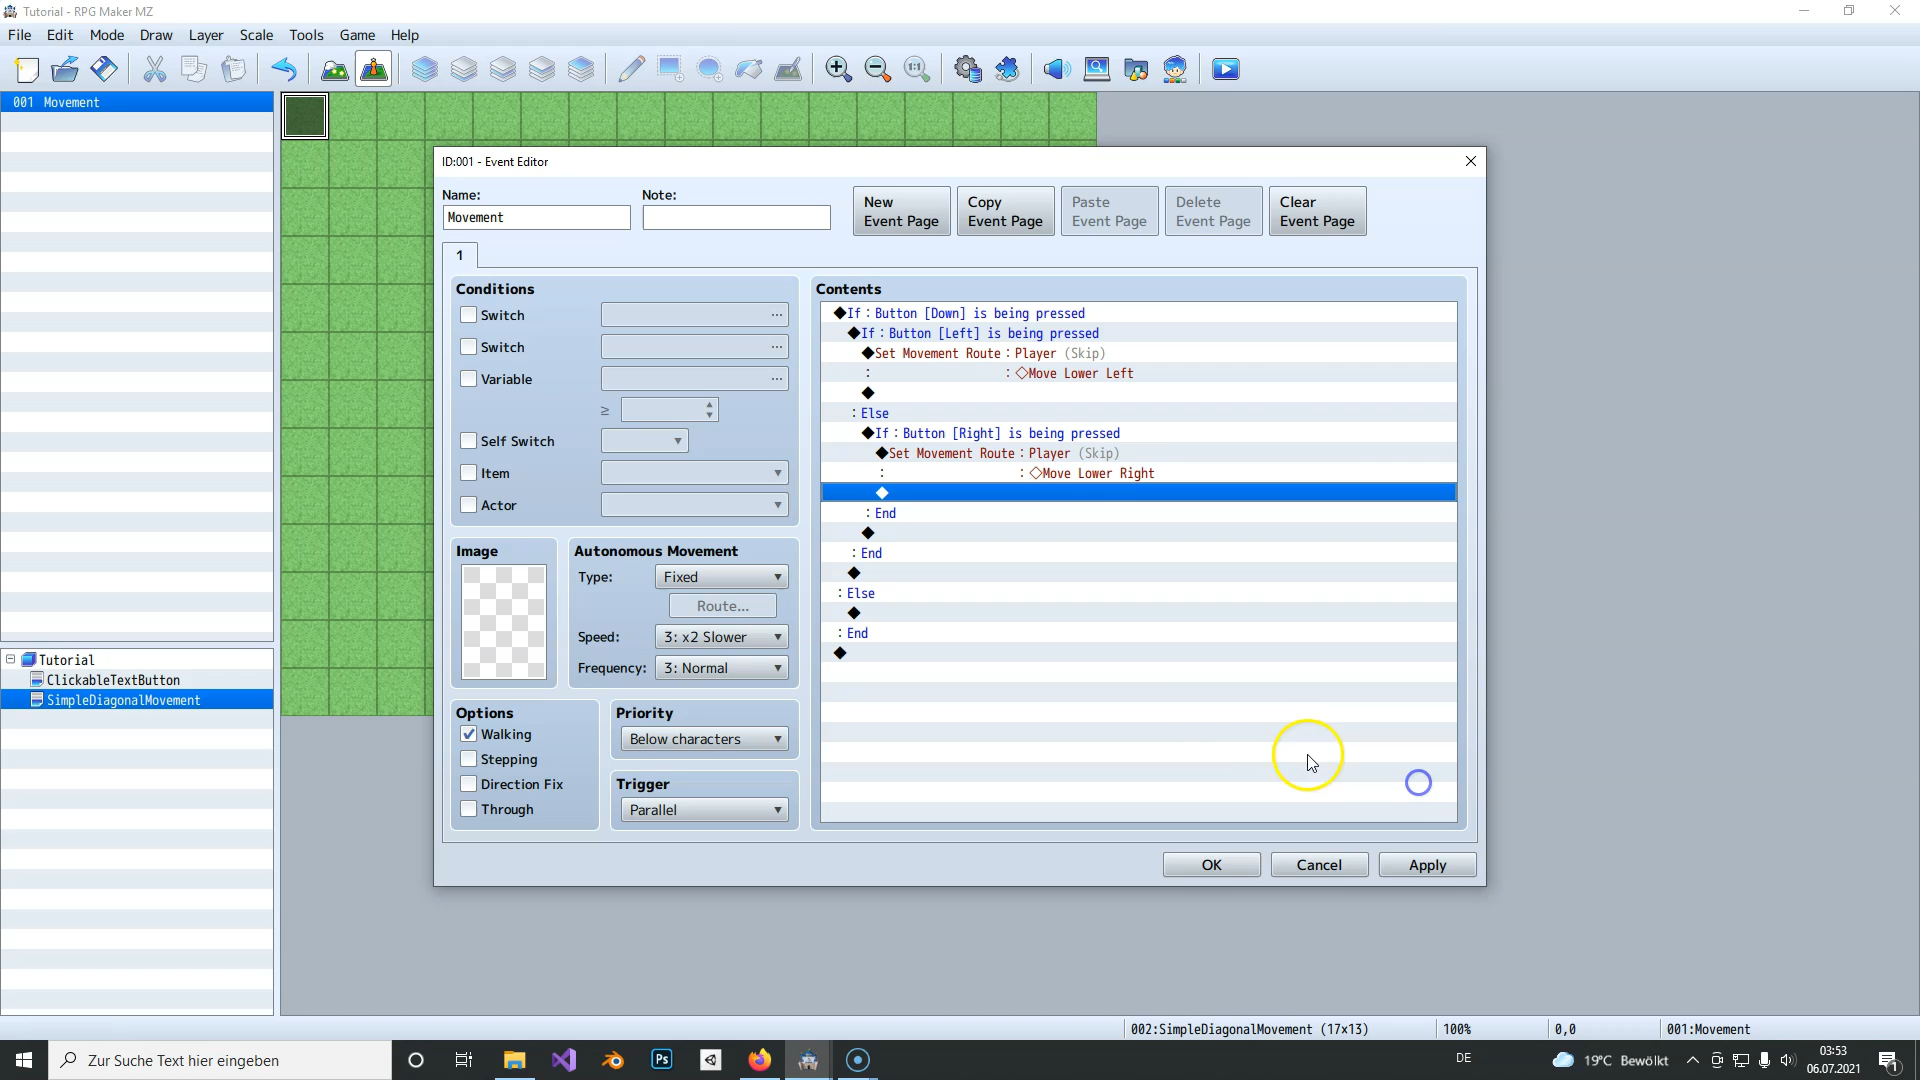 Tutorial - RPG Maker MZ
File Edit Mode Draw Layer Scale Tools Game Help
1:1
001 Movement
ID:001 - Event Editor
Name: Note:
Movement
New Event Page
Copy Event Page
Paste Event Page
Delete Event Page
Clear Event Page
1
Conditions
Switch ...
Switch ...
Variable ...
≥
Self Switch
Item
Actor
Image
Autonomous Movement
Type: Fixed
Route...
Speed: 3: x2 Slower
Frequency: 3: Normal
Options
Walking
Stepping
Direction Fix
Through
Priority
Below characters
Trigger
Parallel
Contents
◆If : Button [Down] is being pressed
◆If : Button [Left] is being pressed
◆Set Movement Route : Player (Skip)
: : ◇Move Lower Left
◆
: Else
◆If : Button [Right] is being pressed
◆Set Movement Route : Player (Skip)
: : ◇Move Lower Right
◆
: End
◆
: End
◆
: Else
◆
: End
◆
OK Cancel Apply
Tutorial
ClickableTextButton
SimpleDiagonalMovement
002:SimpleDiagonalMovement (17x13) 100% 0,0 001:Movement
Zur Suche Text hier eingeben
Ps
DE
19°C Bewölkt
03:53
06.07.2021
1